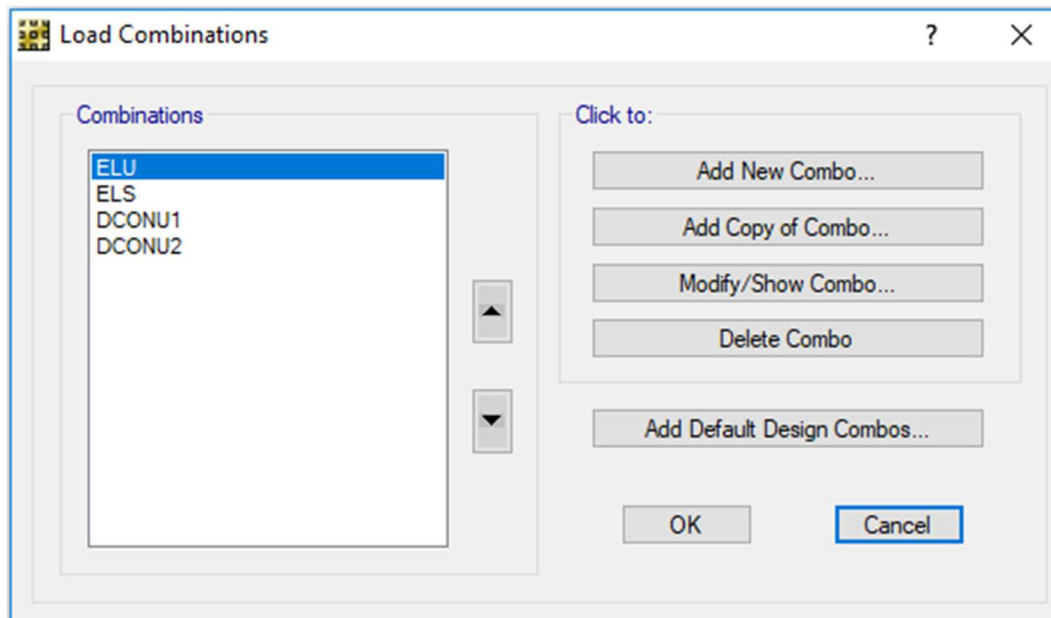 Load Combinations
?
Combinations
ELU
ELS
DCONU1
DCONU2
Click to:
Add New Combo...
Add Copy of Combo...
Modify/Show Combo...
Delete Combo
Add Default Design Combos...
OK
Cancel